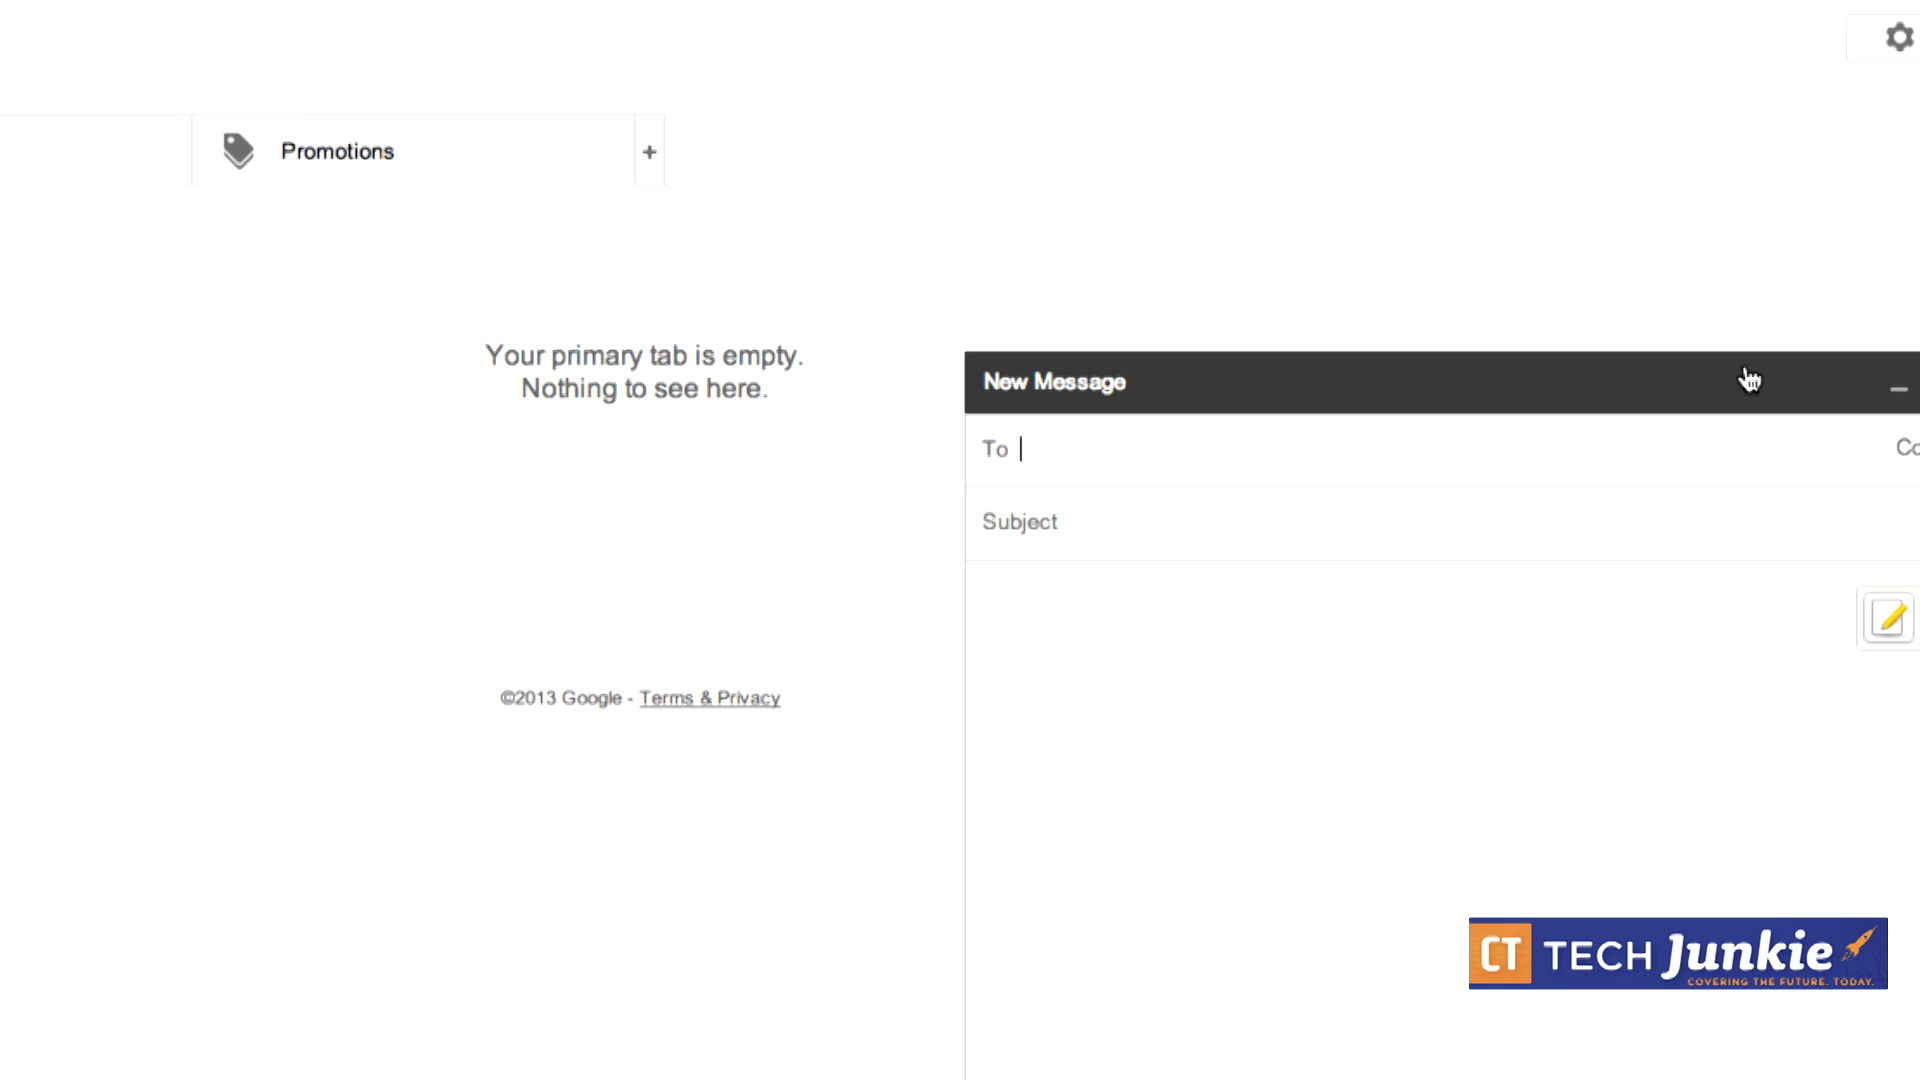 Promotions
+
Your primary tab is empty.
Nothing to see here.
New Message
To
Cc
Subject
©2013 Google - Terms & Privacy
CT TECH Junkie
COVERING THE FUTURE. TODAY.